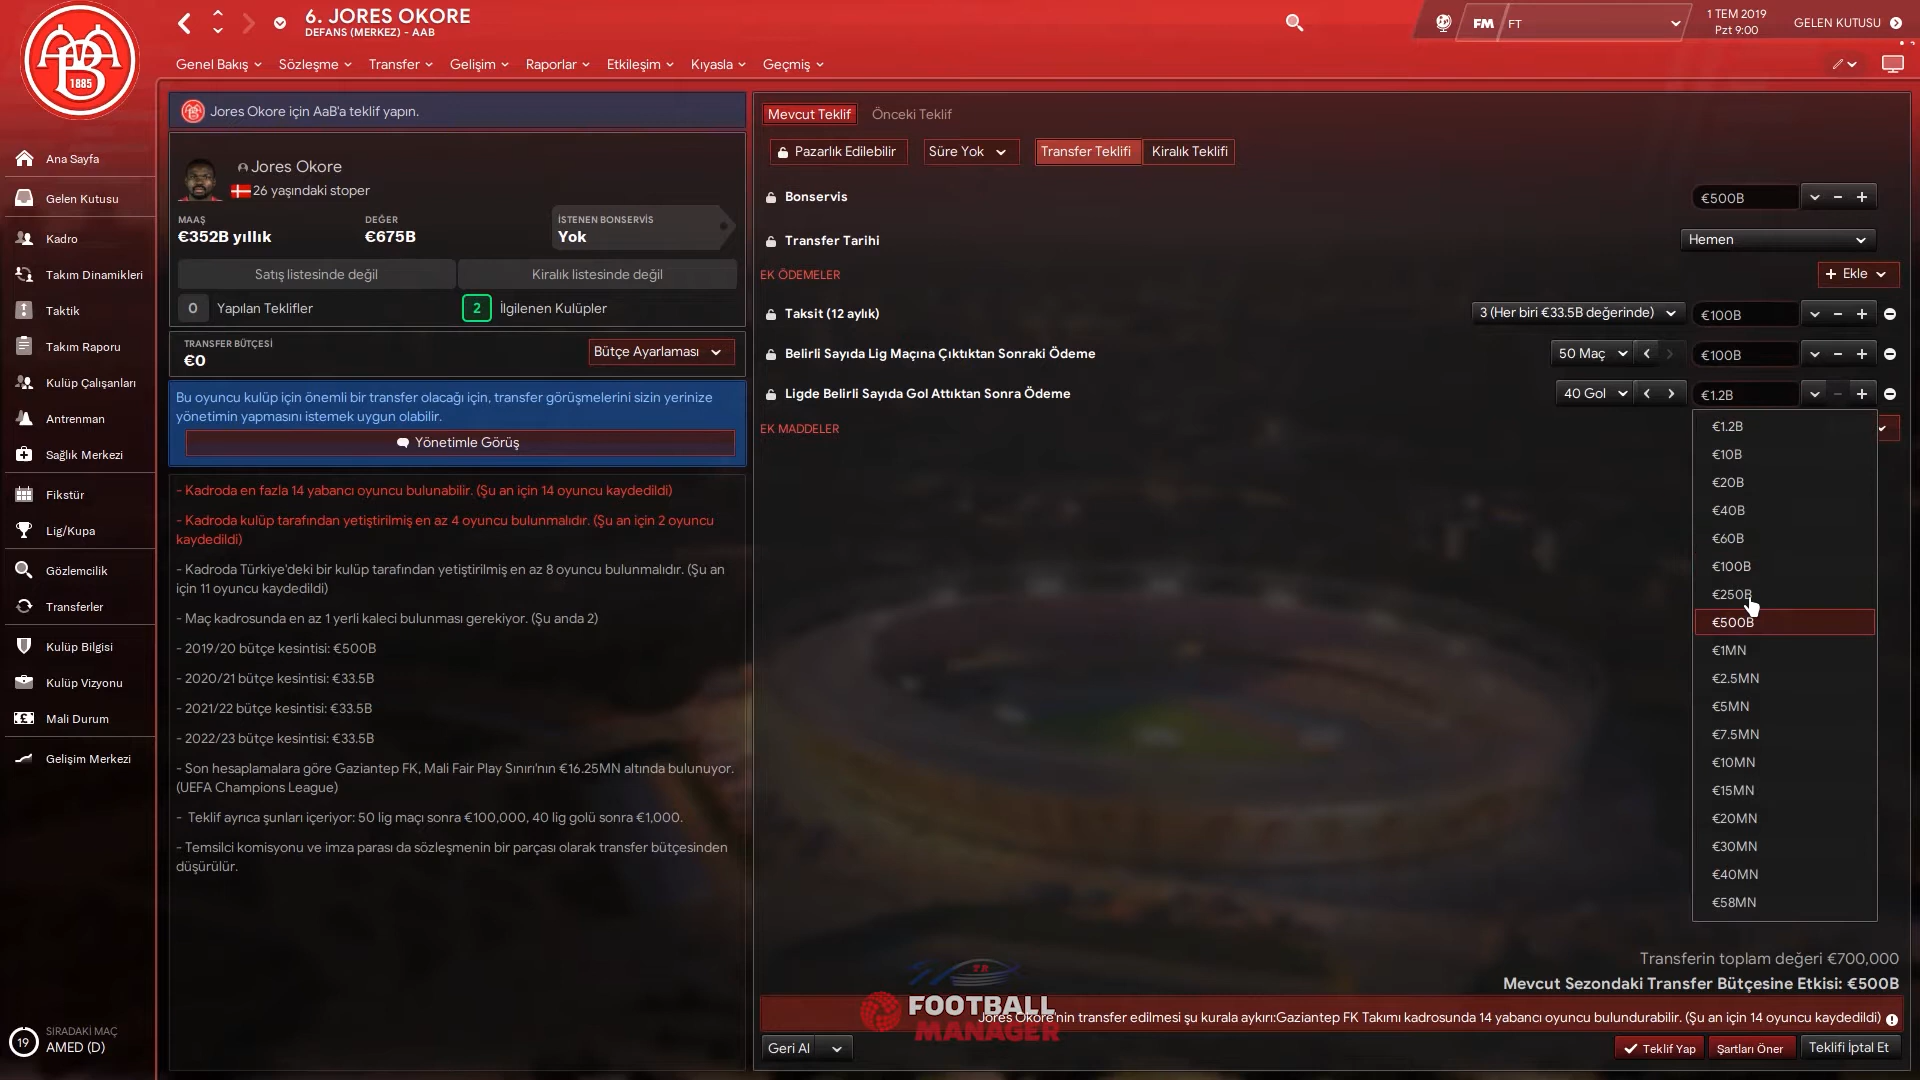 6. JORES OKORE
DEFANS (MERKEZ) - AAB
FM
FT
1 TEM 2019
Pzt 9:00
GELEN KUTUSU
1885
Genel Bakış
Sözleşme
Transfer
Gelişim
Raporlar
Etkileşim
Kıyasla
Geçmiş
Ana Sayfa
Gelen Kutusu
Kadro
Takım Dinamikleri
Taktik
Takım Raporu
Kulüp Çalışanları
Antrenman
Sağlık Merkezi
Fikstür
Lig/Kupa
Gözlemcilik
Transferler
Kulüp Bilgisi
Kulüp Vizyonu
Mali Durum
Gelişim Merkezi
19
SIRADAKİ MAÇ
AMED (D)
Jores Okore için AaB'a teklif yapın.
Jores Okore
26 yaşındaki stoper
MAAŞ
€352B yıllık
DEĞER
€675B
İSTENEN BONSERVİS
Yok
Satış listesinde değil
Kiralık listesinde değil
0 Yapılan Teklifler
2 İlgilenen Kulüpler
TRANSFER BÜTÇESİ
€0
Bütçe Ayarlaması
Bu oyuncu kulüp için önemli bir transfer olacağı için, transfer görüşmelerini sizin yerinize
yönetimin yapmasını istemek uygun olabilir.
Yönetimle Görüş
- Kadroda en fazla 14 yabancı oyuncu bulunabilir. (Şu an için 14 oyuncu kaydedildi)
- Kadroda kulüp tarafından yetiştirilmiş en az 4 oyuncu bulunmalıdır. (Şu an için 2 oyuncu
kaydedildi)
- Kadroda Türkiye'deki bir kulüp tarafından yetiştirilmiş en az 8 oyuncu bulunmalıdır. (Şu an
için 11 oyuncu kaydedildi)
- Maç kadrosunda en az 1 yerli kaleci bulunması gerekiyor. (Şu anda 2)
- 2019/20 bütçe kesintisi: €500B
- 2020/21 bütçe kesintisi: €33.5B
- 2021/22 bütçe kesintisi: €33.5B
- 2022/23 bütçe kesintisi: €33.5B
- Son hesaplamalara göre Gaziantep FK, Mali Fair Play Sınırı'nın €16.25MN altında bulunuyor.
(UEFA Champions League)
- Teklif ayrıca şunları içeriyor: 50 lig maçı sonra €100,000, 40 lig golü sonra €1,000.
- Temsilci komisyonu ve imza parası da sözleşmenin bir parçası olarak transfer bütçesinden
düşürülür.
Mevcut Teklif
Önceki Teklif
Pazarlık Edilebilir
Süre Yok
Transfer Teklifi
Kiralık Teklifi
Bonservis
€500B
Transfer Tarihi
Hemen
EK ÖDEMELER
+ Ekle
Taksit (12 aylık)
3 (Her biri €33.5B değerinde)
€100B
Belirli Sayıda Lig Maçına Çıktıktan Sonraki Ödeme
50 Maç
€100B
Ligde Belirli Sayıda Gol Attıktan Sonra Ödeme
40 Gol
€1.2B
EK MADDELER
€1.2B
€10B
€20B
€40B
€60B
€100B
€250B
€500B
€1MN
€2.5MN
€5MN
€7.5MN
€10MN
€15MN
€20MN
€30MN
€40MN
€58MN
Transferin toplam değeri €700,000
Mevcut Sezondaki Transfer Bütçesine Etkisi: €500B
TR
FOOTBALL
MANAGER
Jores Okore'nin transfer edilmesi şu kurala aykırı:Gaziantep FK Takımı kadrosunda 14 yabancı oyuncu bulundurabilir. (Şu an için 14 oyuncu kaydedildi)
Geri Al
Teklif Yap
Şartları Öner
Teklifi İptal Et